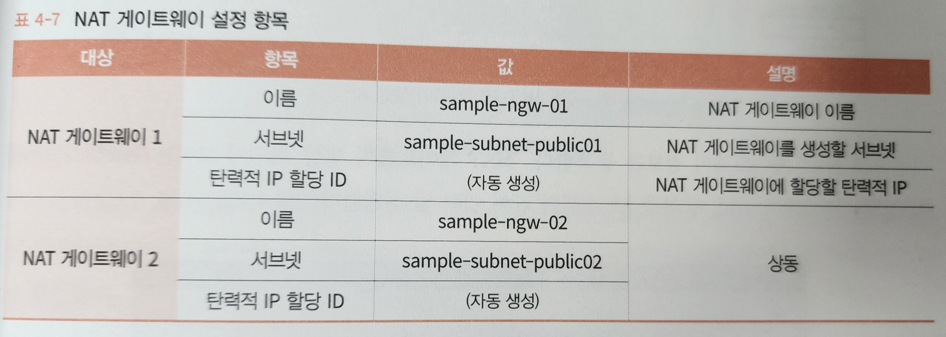 표 4-7 NAT 게이트웨이 설정 항목
대상 항목 값 설명
NAT 게이트웨이 1 이름 sample-ngw-01 NAT 게이트웨이 이름
서브넷 sample-subnet-public01 NAT 게이트웨이를 생성할 서브넷
탄력적 IP 할당 ID (자동 생성) NAT 게이트웨이에 할당할 탄력적 IP
NAT 게이트웨이 2 이름 sample-ngw-02 상동
서브넷 sample-subnet-public02
탄력적 IP 할당 ID (자동 생성)